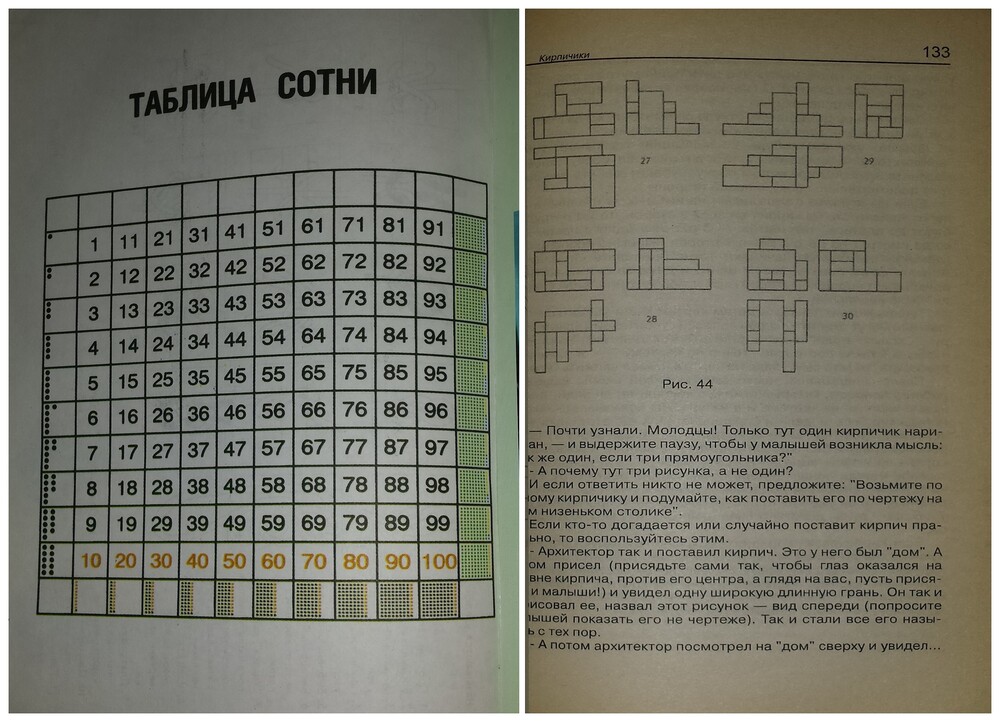 ТАБЛИЦА СОТНИ
1 11 21 31 41 51 61 71 81 91
2 12 22 32 42 52 62 72 82 92
3 13 23 33 43 53 63 73 83 93
4 14 24 34 44 54 64 74 84 94
5 15 25 35 45 55 65 75 85 95
6 16 26 36 46 56 66 76 86 96
7 17 27 37 47 57 67 77 87 97
8 18 28 38 48 58 68 78 88 98
9 19 29 39 49 59 69 79 89 99
10 20 30 40 50 60 70 80 90 100
Кирпичики 133
27 29
28 30
Рис. 44
— Почти узнали. Молодцы! Только тут один кирпичик нари-
ан, — и выдержите паузу, чтобы у малышей возникла мысль:
к же один, если три прямоугольника?"
- А почему тут три рисунка, а не один?
И если ответить никто не может, предложите: "Возьмите по
ному кирпичику и подумайте, как поставить его по чертежу на
м низеньком столике".
Если кто-то догадается или случайно поставит кирпич пра-
ьно, то воспользуйтесь этим.
- Архитектор так и поставил кирпич. Это у него был "дом". А
ом присел (присядьте сами так, чтобы глаз оказался на
вне кирпича, против его центра, а глядя на вас, пусть прися-
и малыши!) и увидел одну широкую длинную грань. Он так и
исовал ее, назвал этот рисунок — вид спереди (попросите
ышей показать его не чертеже). Так и стали все его назы-
ь с тех пор.
- А потом архитектор посмотрел на "дом" сверху и увидел...